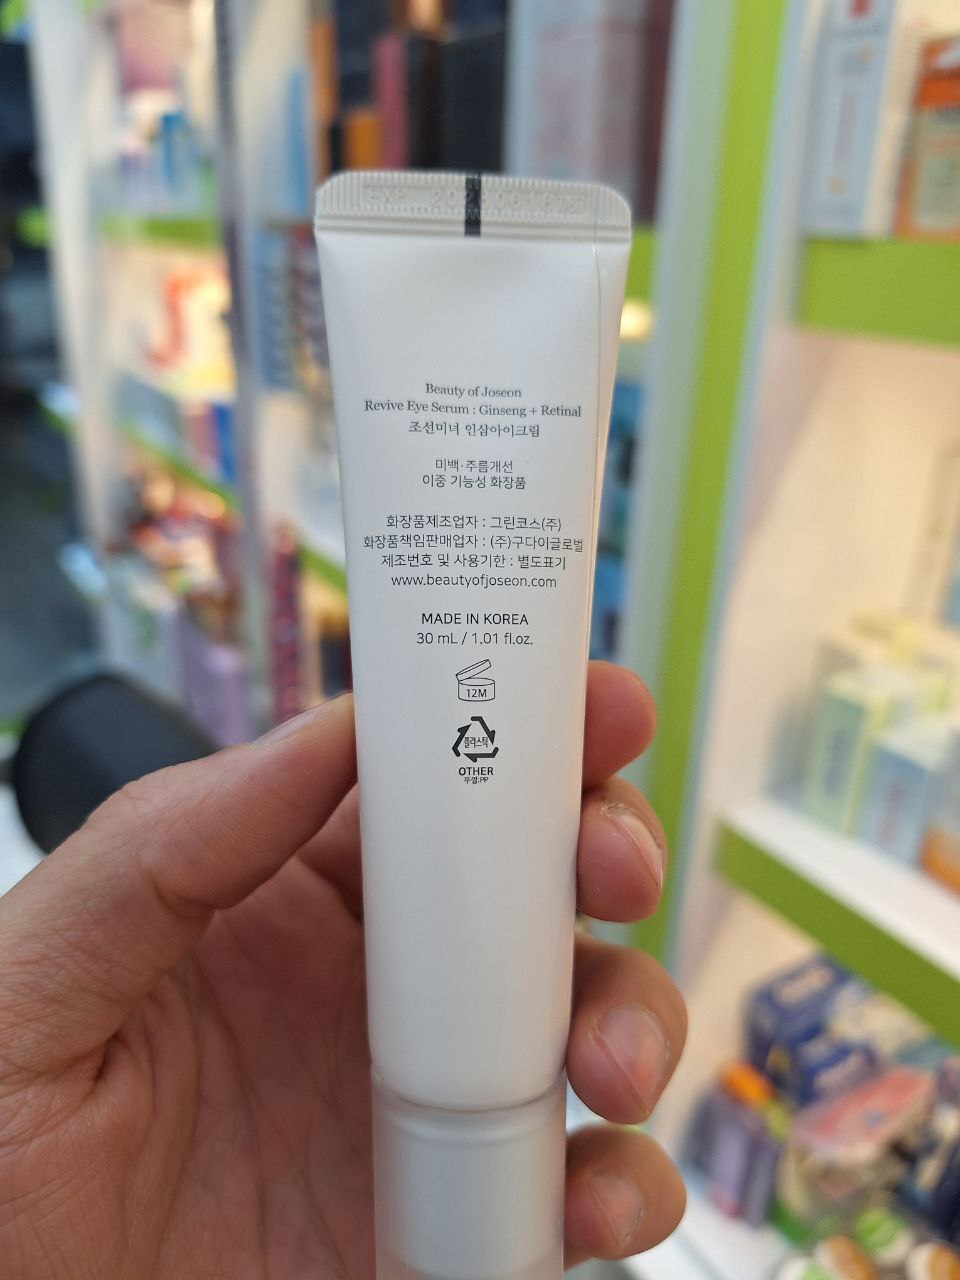 EXP
Beauty of Joseon
Revive Eye Serum : Ginseng + Retinal
조선미녀 인삼아이크림
미백·주름개선
이중 기능성 화장품
화장품제조업자 : 그린코스(주)
화장품책임판매업자 : (주)구다이글로벌
제조번호 및 사용기한 : 별도표기
www.beautyofjoseon.com
MADE IN KOREA
30 mL / 1.01 fl.oz.
12M
플라스틱
OTHER
뚜껑:PP